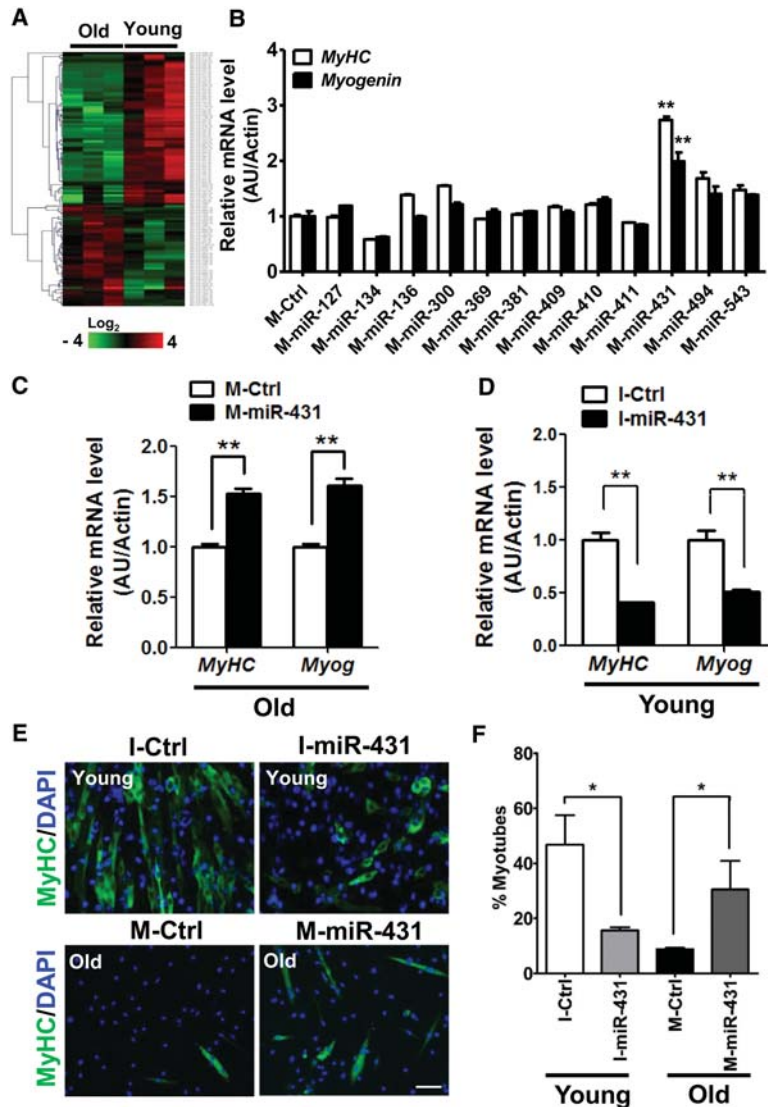 A
Old Young
Log2
- 4 4
B
Relative mRNA level
(AU/Actin)
4
3
2
1
0
MyHC
Myogenin
**
**
M-Ctrl
M-miR-127
M-miR-134
M-miR-136
M-miR-300
M-miR-369
M-miR-381
M-miR-409
M-miR-410
M-miR-411
M-miR-431
M-miR-494
M-miR-543
C
M-Ctrl
M-miR-431
Relative mRNA level
(AU/Actin)
2.0
1.5
1.0
0.5
0.0
** **
MyHC Myog
Old
D
I-Ctrl
I-miR-431
Relative mRNA level
(AU/Actin)
2.0
1.5
1.0
0.5
0.0
** **
MyHC Myog
Young
E
I-Ctrl I-miR-431
MyHC/DAPI
Young Young
M-Ctrl M-miR-431
MyHC/DAPI
Old Old
F
% Myotubes
80
60
40
20
0
* *
I-Ctrl
I-miR-431
M-Ctrl
M-miR-431
Young Old